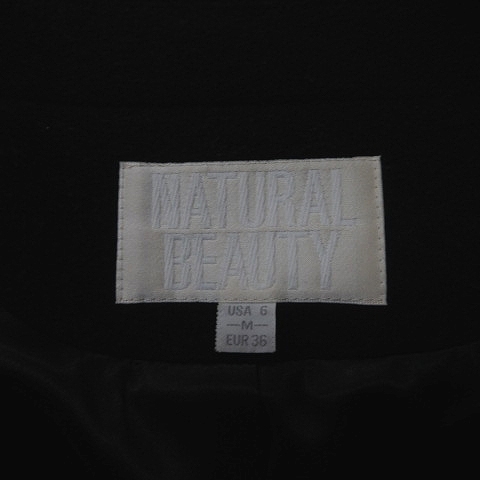 NATURAL
BEAUTY
USA 6
—M—
EUR 36